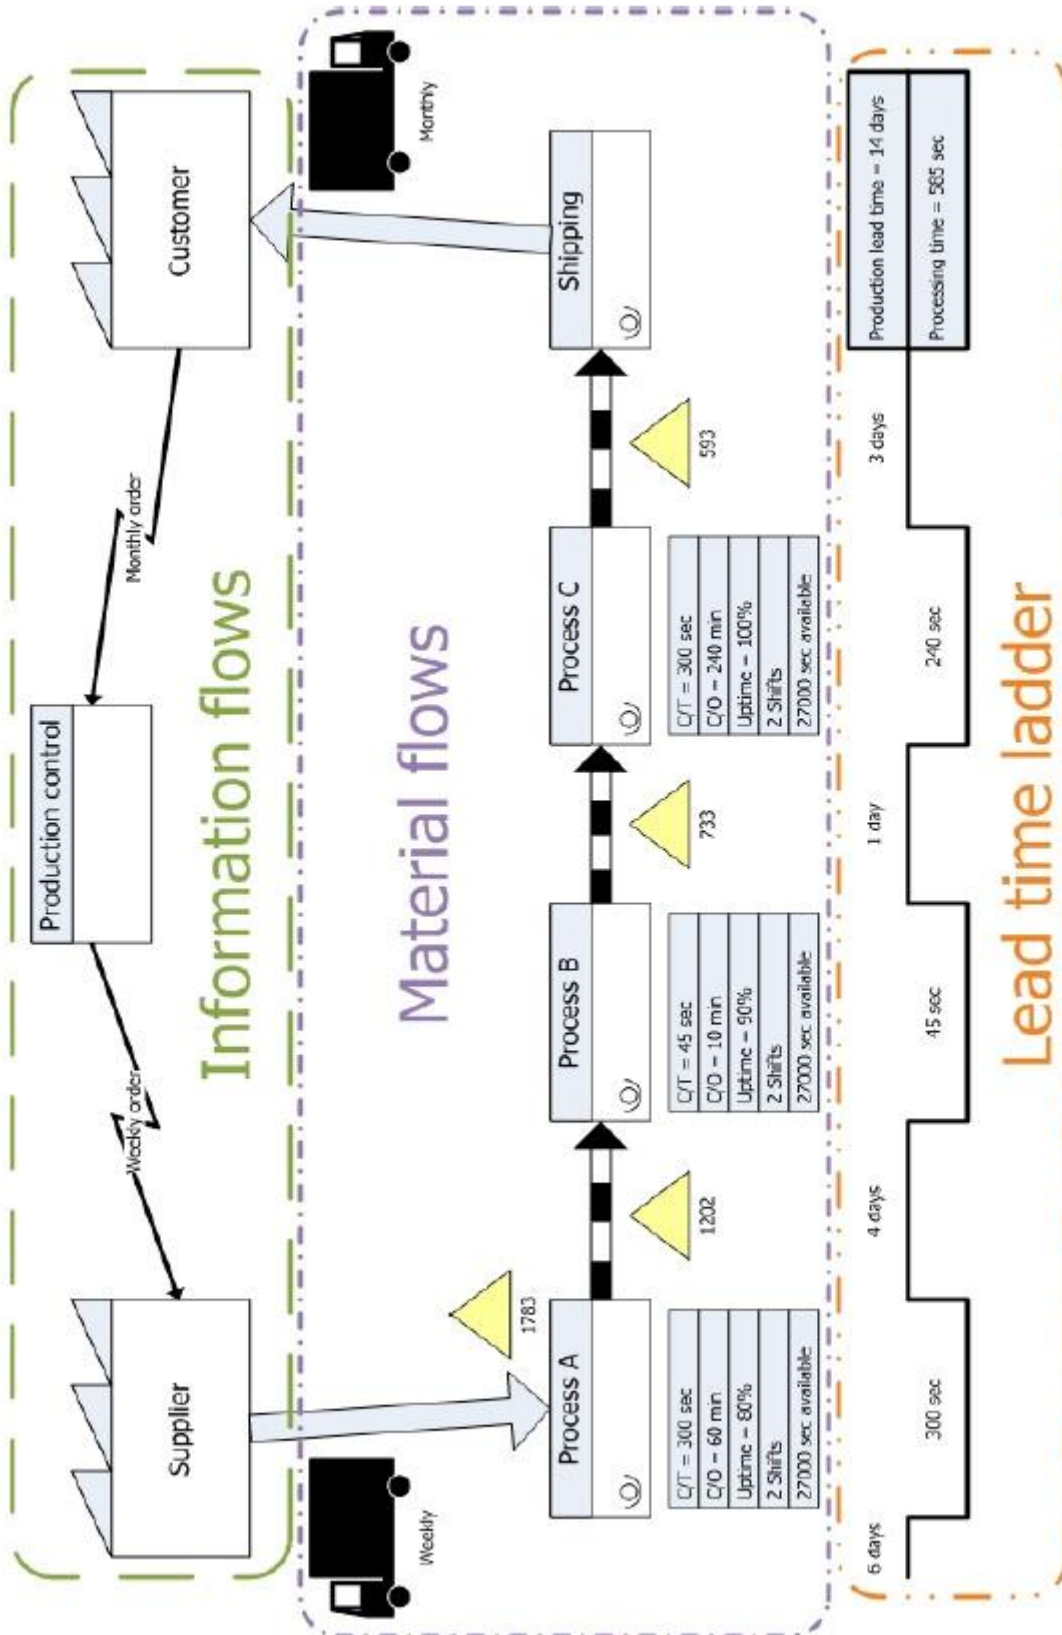 Production control
Supplier
Weekly order
Monthly order
Customer
Information flows
Weekly
Monthly
Material flows
1783
Process A
Process B
Process C
Shipping
1202
733
593
C/T = 300 sec
C/O – 60 min
Uptime – 80%
2 Shifts
27000 sec available
C/T = 45 sec
C/O – 10 min
Uptime – 90%
2 Shifts
27000 sec available
C/T = 300 sec
C/O – 240 min
Uptime – 100%
2 Shifts
27000 sec available
6 days
4 days
1 day
3 days
300 sec
45 sec
240 sec
Production lead time – 14 days
Processing time = 585 sec
Lead time ladder